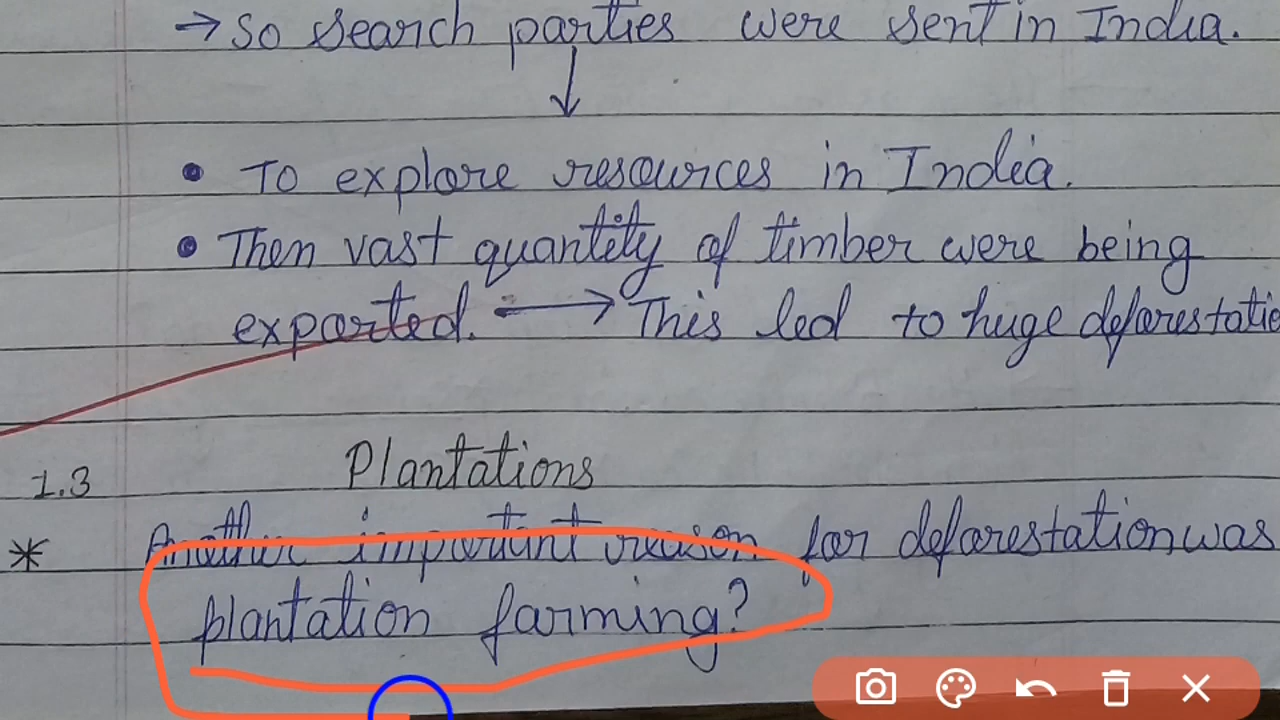 → So search parties were sent in India.
• To explore resources in India.
• Then vast quantity of timber were being
exported. → This led to huge deforestatio
1.3 Plantations
* Another important reason for deforestation was
plantation farming?